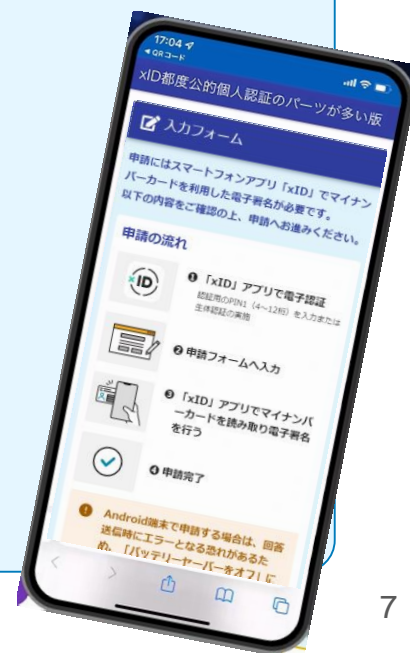 17:04
◀ QRコード
xID都度公的個人認証のパーツが多い版
入力フォーム
申請にはスマートフォンアプリ「xID」でマイナン
バーカードを利用した電子署名が必要です。
以下の内容をご確認の上、申請へお進みください。
申請の流れ
xID
❶「xID」アプリで電子認証
認証用のPIN1（4〜12桁）を入力または
生体認証の実施
❷ 申請フォームへ入力
❸「xID」アプリでマイナンバ
ーカードを読み取り電子署名
を行う
❹ 申請完了
Android端末で申請する場合は、回答
送信時にエラーとなる恐れがあるた
め、「バッテリーセーバーをオフ」に
7